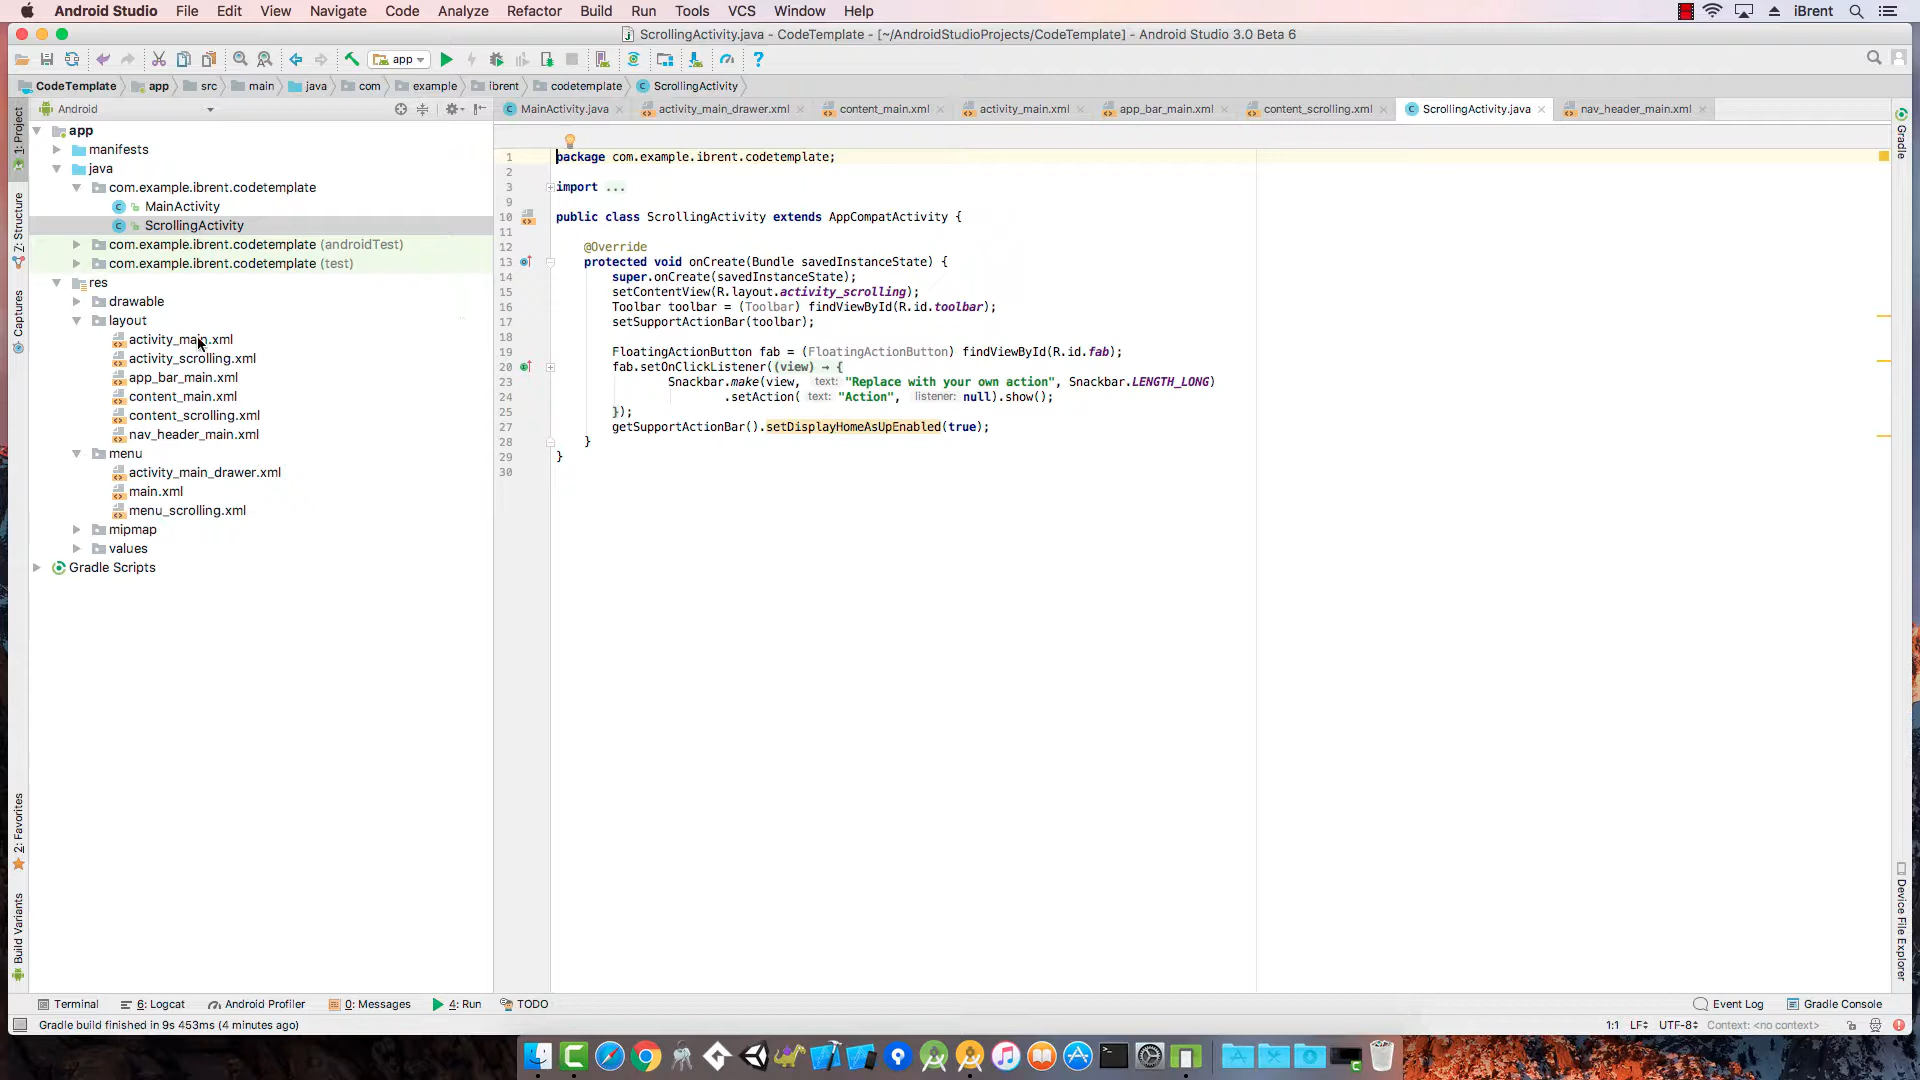 Android Studio File Edit View Navigate Code Analyze Refactor Build Run Tools VCS Window Help iBrent
ScrollingActivity.java - CodeTemplate - [~/AndroidStudioProjects/CodeTemplate] - Android Studio 3.0 Beta 6
app
CodeTemplate app src main java com example ibrent codetemplate ScrollingActivity
Android
MainActivity.java activity_main_drawer.xml content_main.xml activity_main.xml app_bar_main.xml content_scrolling.xml ScrollingActivity.java nav_header_main.xml
1: Project
Z: Structure
Captures
2: Favorites
Build Variants
app
manifests
java
com.example.ibrent.codetemplate
MainActivity
ScrollingActivity
com.example.ibrent.codetemplate (androidTest)
com.example.ibrent.codetemplate (test)
res
drawable
layout
activity_main.xml
activity_scrolling.xml
app_bar_main.xml
content_main.xml
content_scrolling.xml
nav_header_main.xml
menu
activity_main_drawer.xml
main.xml
menu_scrolling.xml
mipmap
values
Gradle Scripts
1 package com.example.ibrent.codetemplate;
2
3 import ...
9
10 public class ScrollingActivity extends AppCompatActivity {
11
12 @Override
13 protected void onCreate(Bundle savedInstanceState) {
14 super.onCreate(savedInstanceState);
15 setContentView(R.layout.activity_scrolling);
16 Toolbar toolbar = (Toolbar) findViewById(R.id.toolbar);
17 setSupportActionBar(toolbar);
18
19 FloatingActionButton fab = (FloatingActionButton) findViewById(R.id.fab);
20 fab.setOnClickListener((view) → {
23 Snackbar.make(view, text: "Replace with your own action", Snackbar.LENGTH_LONG)
24 .setAction( text: "Action", listener: null).show();
25 });
27 getSupportActionBar().setDisplayHomeAsUpEnabled(true);
28 }
29 }
30
Gradle
Device File Explorer
Terminal 6: Logcat Android Profiler 0: Messages 4: Run TODO Event Log Gradle Console
Gradle build finished in 9s 453ms (4 minutes ago) 1:1 LF÷ UTF-8÷ Context: <no context>